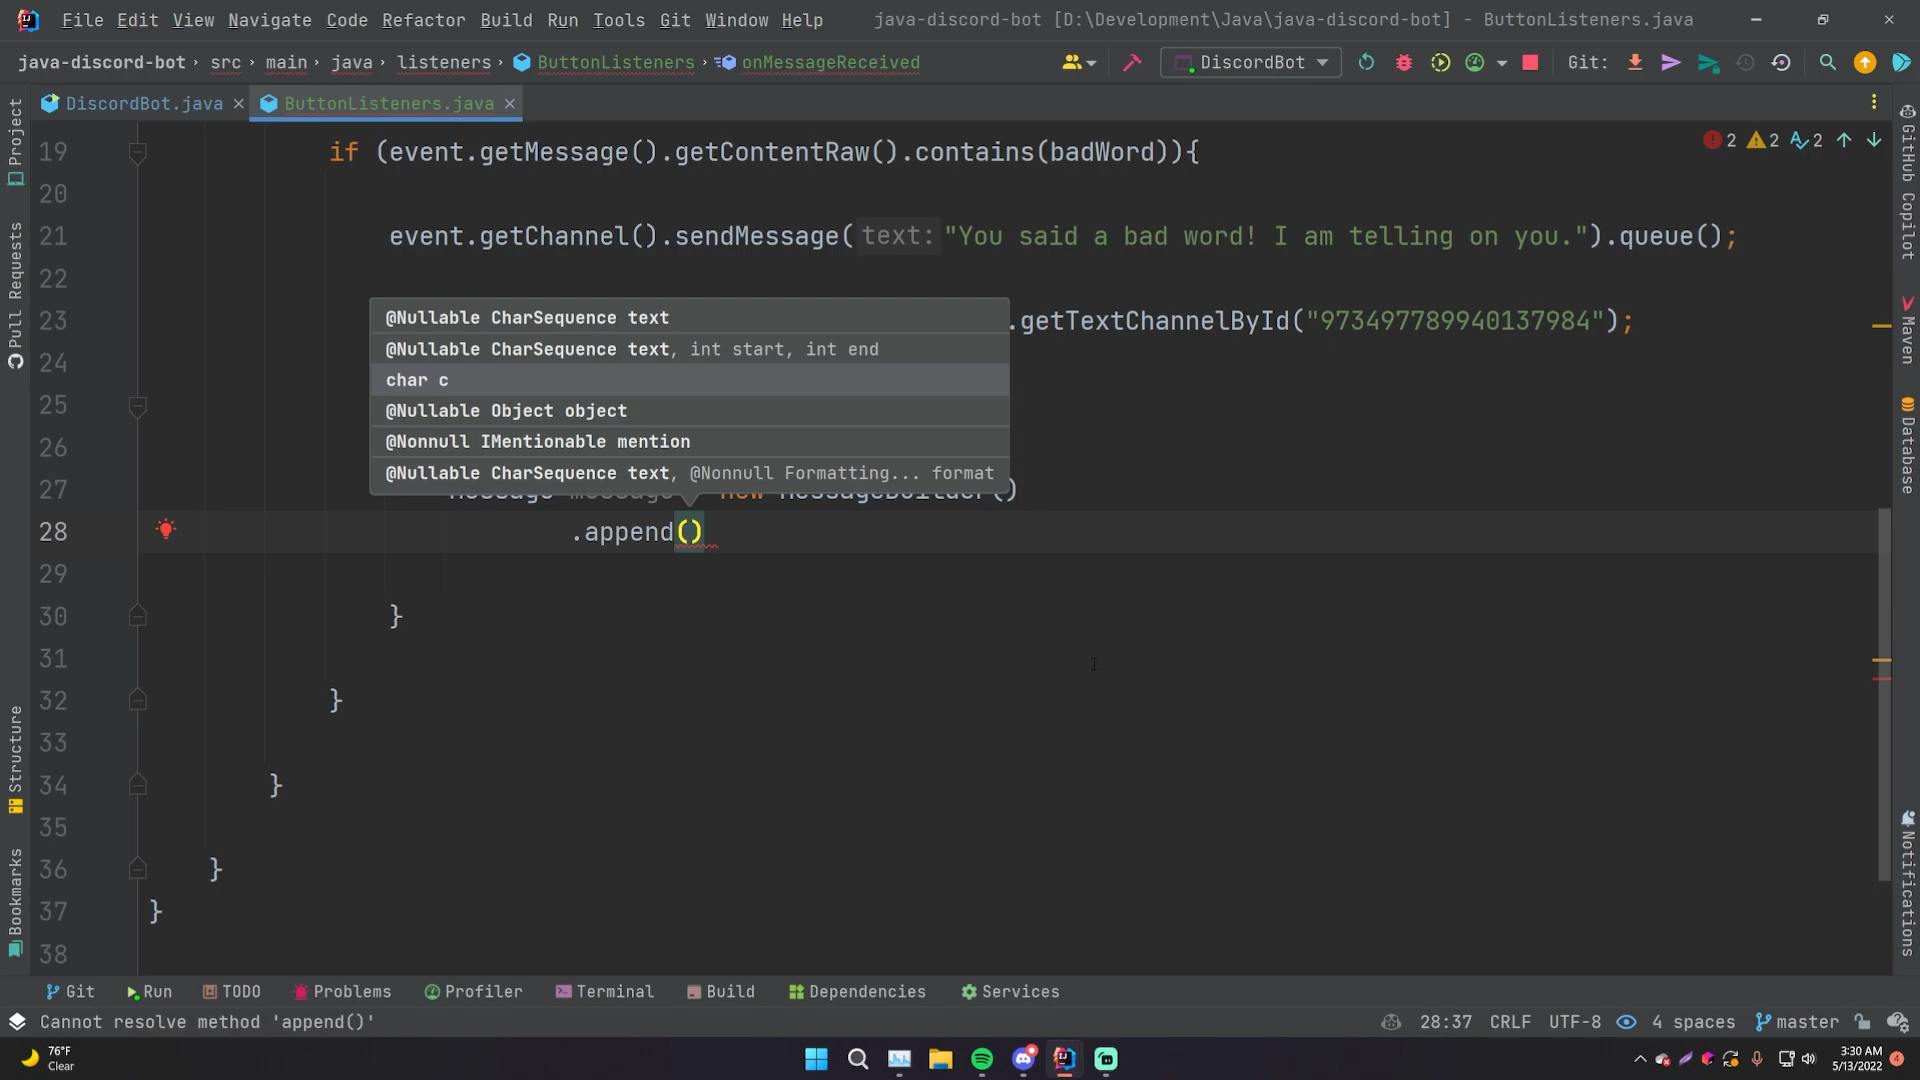 File Edit View Navigate Code Refactor Build Run Tools Git Window Help java-discord-bot [D:\Development\Java\java-discord-bot] - ButtonListeners.java
java-discord-bot src main java listeners ButtonListeners onMessageReceived DiscordBot Git:
DiscordBot.java ButtonListeners.java
Project
Pull Requests
Structure
Bookmarks
19 if (event.getMessage().getContentRaw().contains(badWord)){ 2 2 2
20
21 event.getChannel().sendMessage( text: "You said a bad word! I am telling on you.").queue();
22
23 .getTextChannelById("973497789940137984");
24
25
26
27 Message message = new MessageBuilder()
28 .append()
29
30 }
31
32 }
33
34 }
35
36 }
37 }
38
@Nullable CharSequence text
@Nullable CharSequence text, int start, int end
char c
@Nullable Object object
@Nonnull IMentionable mention
@Nullable CharSequence text, @Nonnull Formatting... format
GitHub Copilot
Maven
Database
Notifications
Git Run TODO Problems Profiler Terminal Build Dependencies Services
Cannot resolve method 'append()' 28:37 CRLF UTF-8 4 spaces master
76°F
Clear
3:30 AM
5/13/2022
4